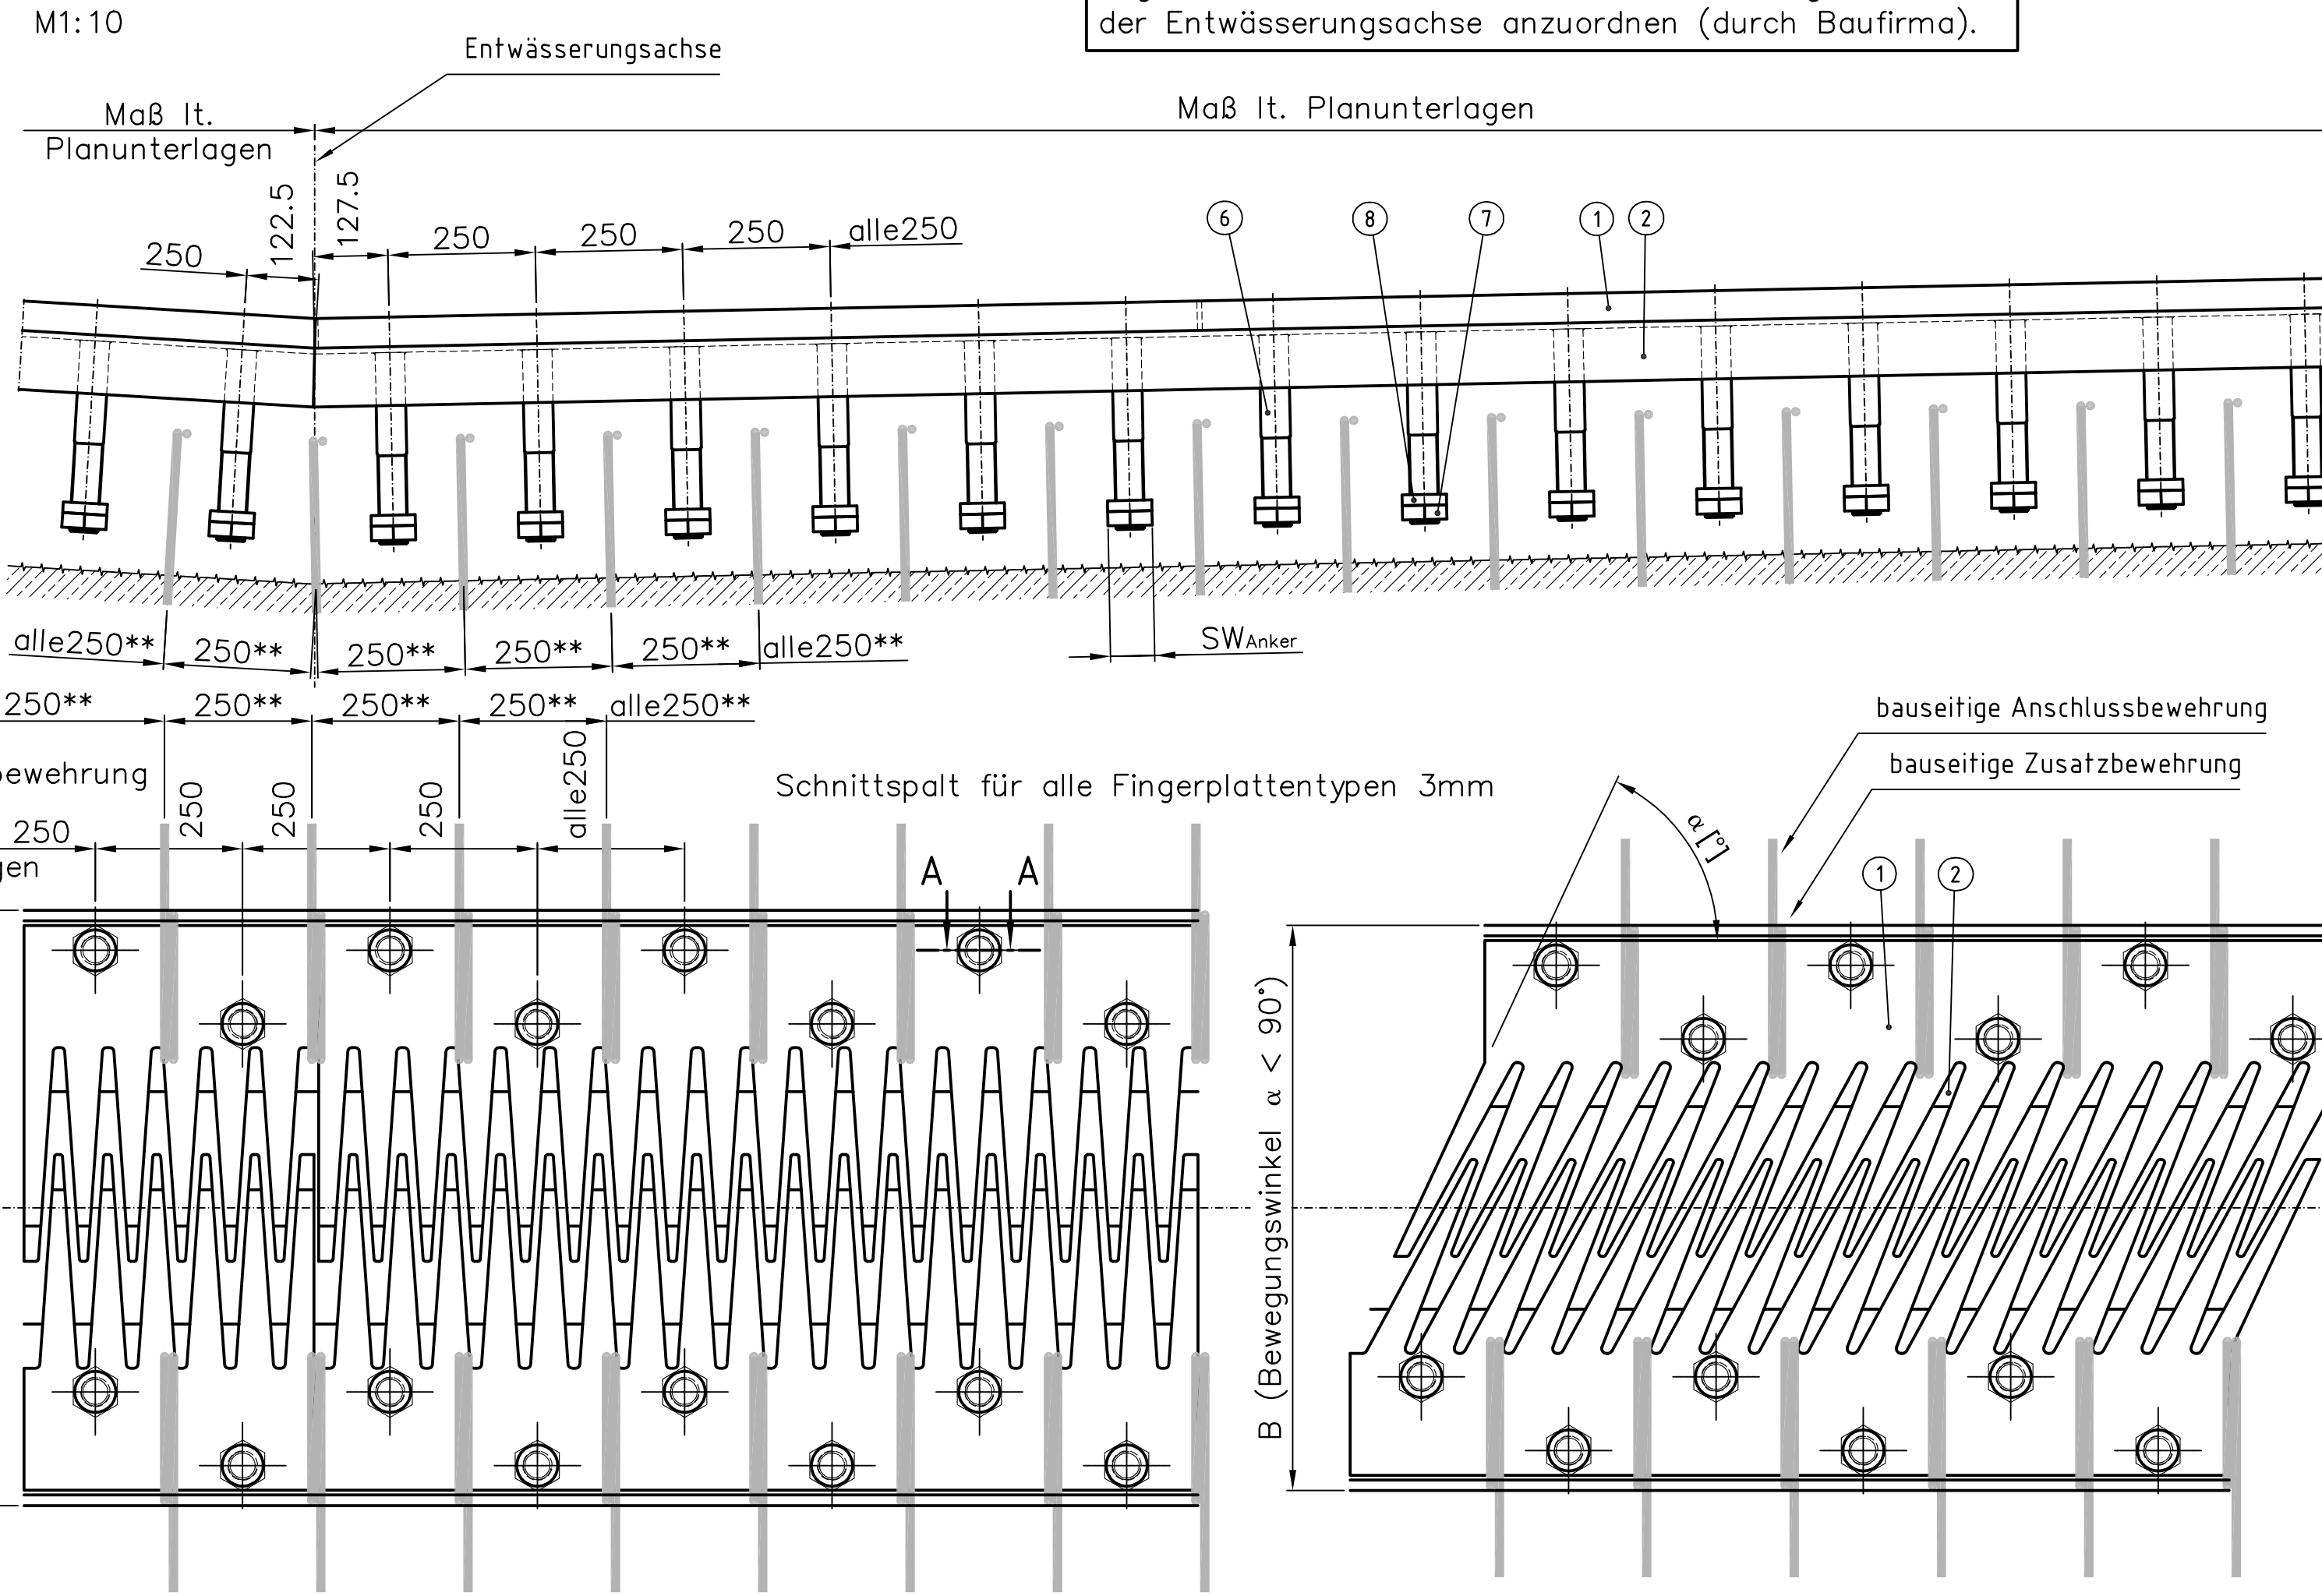 M1:10
der Entwässerungsachse anzuordnen (durch Baufirma).
Entwässerungsachse
Maß lt.
Planunterlagen
Maß lt. Planunterlagen
250
122.5
127.5
250
250
250
alle250
6
8
7
1
2
alle250**
250**
250**
250**
250**
alle250**
SWAnker
250**
250**
250**
250**
alle250**
bewehrung
250
250
250
250
alle250
Schnittspalt für alle Fingerplattentypen 3mm
bauseitige Anschlussbewehrung
bauseitige Zusatzbewehrung
α[°]
1
2
A
A
B (Bewegungswinkel α < 90°)